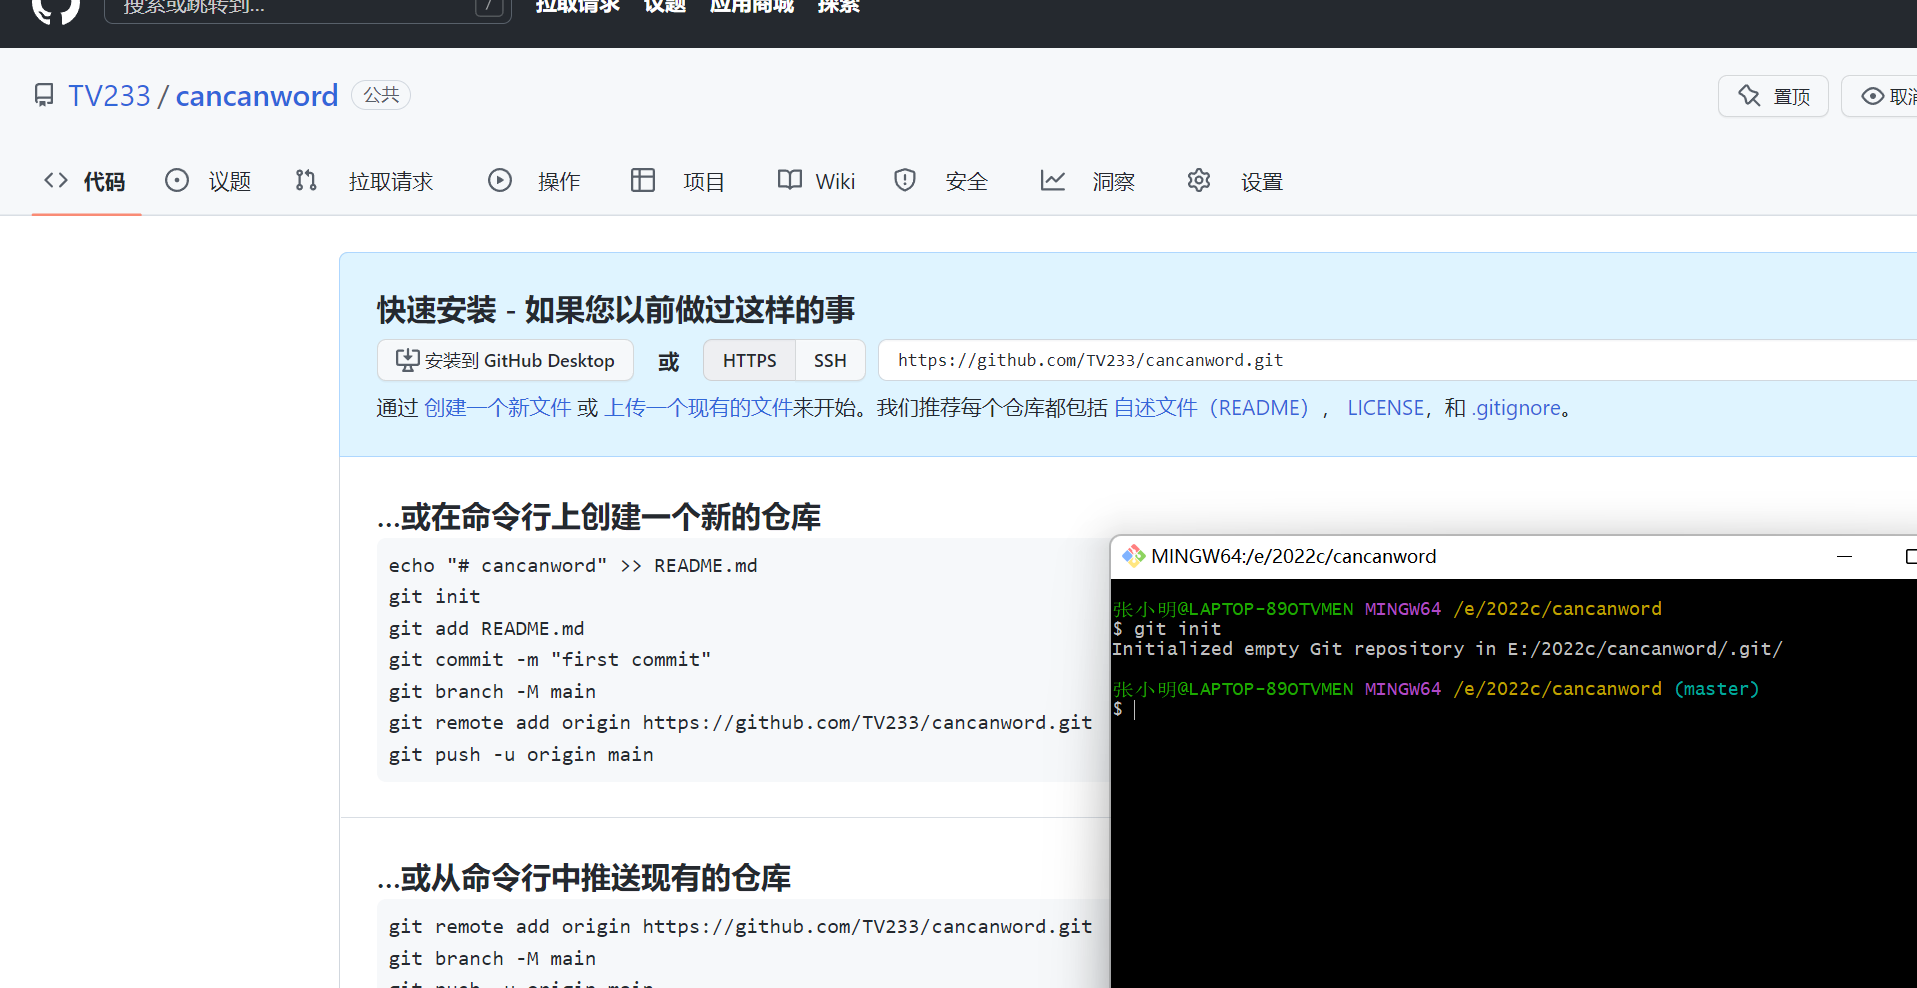 搜索或跳转到... / 拉取请求 议题 应用商城 探索
TV233 / cancanword 公共 置顶 取消
代码 议题 拉取请求 操作 项目 Wiki 安全 洞察 设置
快速安装 - 如果您以前做过这样的事
安装到 GitHub Desktop 或 HTTPS SSH https://github.com/TV233/cancanword.git
通过 创建一个新文件 或 上传一个现有的文件来开始。我们推荐每个仓库都包括 自述文件（README）， LICENSE，和 .gitignore。
...或在命令行上创建一个新的仓库
echo "# cancanword" >> README.md
git init
git add README.md
git commit -m "first commit"
git branch -M main
git remote add origin https://github.com/TV233/cancanword.git
git push -u origin main
...或从命令行中推送现有的仓库
git remote add origin https://github.com/TV233/cancanword.git
git branch -M main
git push -u origin main
MINGW64:/e/2022c/cancanword
张小明@LAPTOP-89OTVMEN MINGW64 /e/2022c/cancanword
$ git init
Initialized empty Git repository in E:/2022c/cancanword/.git/
张小明@LAPTOP-89OTVMEN MINGW64 /e/2022c/cancanword (master)
$